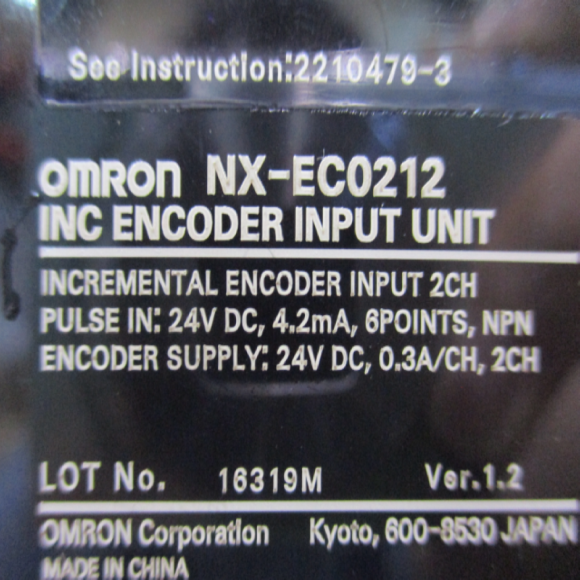 See Instruction:2210479-3
OMRON NX-EC0212
INC ENCODER INPUT UNIT
INCREMENTAL ENCODER INPUT 2CH
PULSE IN: 24V DC, 4.2mA, 6POINTS, NPN
ENCODER SUPPLY: 24V DC, 0.3A/CH, 2CH
LOT No. 16319M Ver.1.2
OMRON Corporation Kyoto, 600-8530 JAPAN
MADE IN CHINA